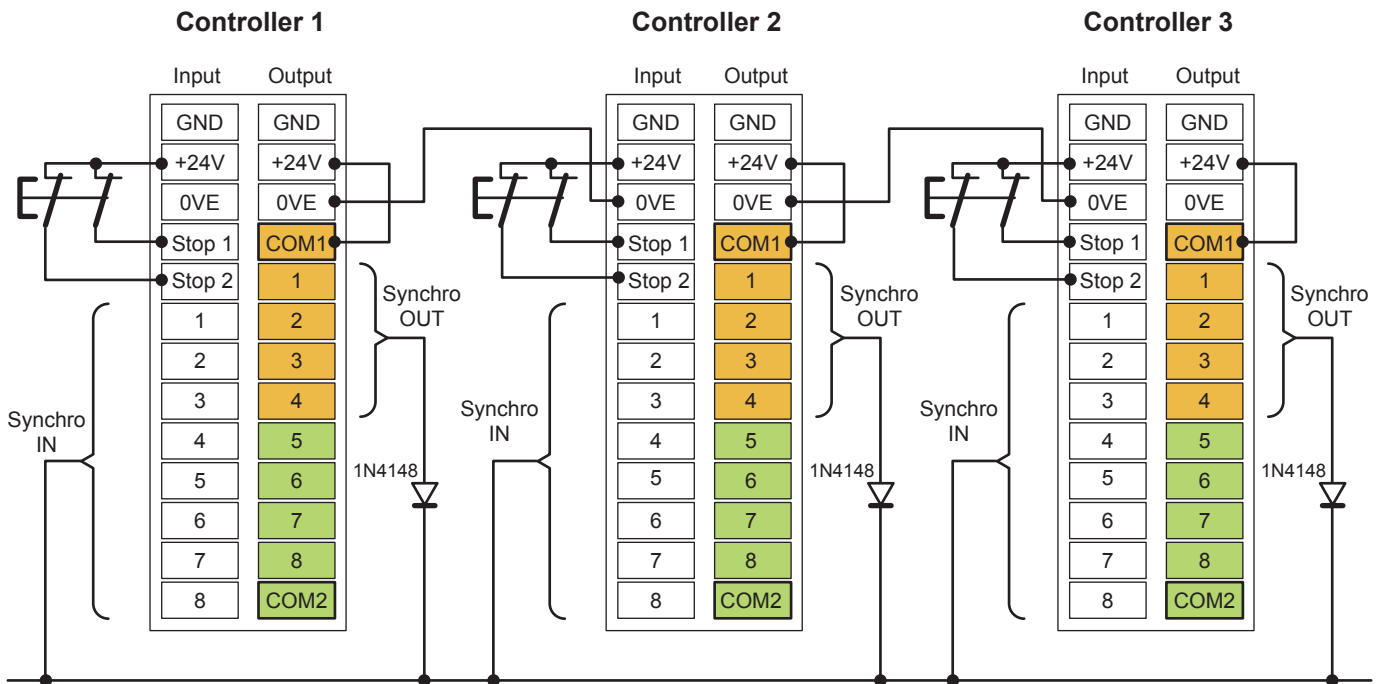 Controller 1
Controller 2
Controller 3
Input Output
Input Output
Input Output
GND GND
GND GND
GND GND
+24V +24V
+24V +24V
+24V +24V
0VE 0VE
0VE 0VE
0VE 0VE
Stop 1 COM1
Stop 1 COM1
Stop 1 COM1
Stop 2 1
Stop 2 1
Stop 2 1
Synchro
OUT
Synchro
OUT
Synchro
OUT
1 2
1 2
1 2
2 3
2 3
2 3
3 4
3 4
3 4
Synchro
IN
Synchro
IN
Synchro
IN
4 5
4 5
4 5
1N4148
1N4148
1N4148
5 6
5 6
5 6
6 7
6 7
6 7
7 8
7 8
7 8
8 COM2
8 COM2
8 COM2